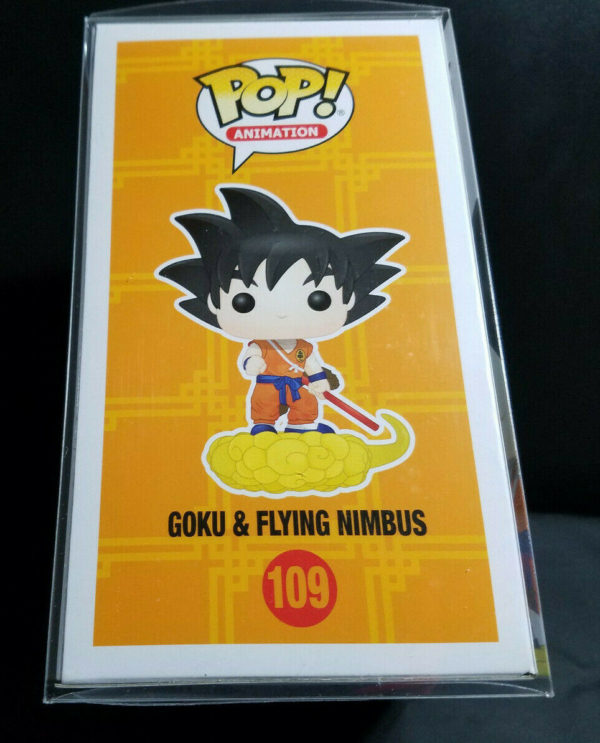 POP!
ANIMATION
GOKU & FLYING NIMBUS
109